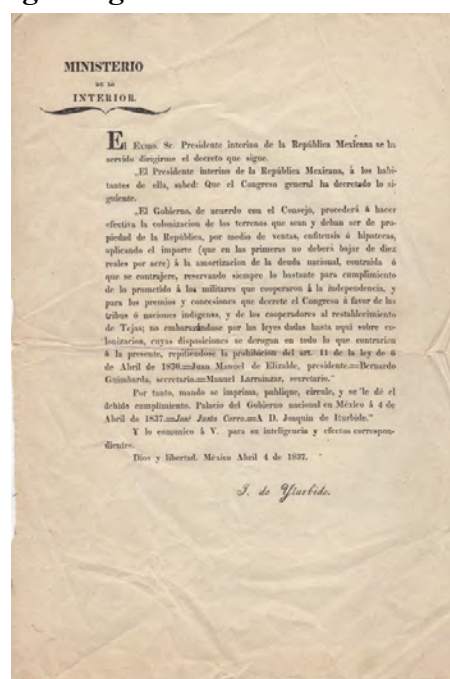 MINISTERIO
DE LO
INTERIOR.
El Exmo. Sr. Presidente interino de la República Mexicana se ha
servido dirigirme el decreto que sigue.
„El Presidente interino de la República Mexicana, á los habi-
tantes de ella, sabed: Que el Congreso general ha decretado lo si-
guiente.
„El Gobierno, de acuerdo con el Consejo, procederá á hacer
efectiva la colonizacion de los terrenos que sean y deban ser de pro-
piedad de la República, por medio de ventas, enfiteusis ó hipotecas,
aplicando el importe (que en las primeras no deberá bajar de diez
reales por acre) á la amortizacion de la deuda nacional, contraida ó
que se contrajere, reservando siempre lo bastante para cumplimiento
de lo prometido á los militares que cooperaron á la independencia, y
para los premios y concesiones que decrete el Congreso á favor de las
tribus ó naciones indígenas, y de los cooperadores al restablecimiento
de Tejas; no embarazándose por las leyes dadas hasta aquí sobre co-
lonizacion, cuyas disposiciones se derogan en todo lo que contraríen
á la presente, repitiéndose la prohibicion del art. 11 de la ley de 6
de Abril de 1830.=Juan Manuel de Elizalde, presidente.=Bernardo
Guimbarda, secretario.=Manuel Larrainzar, secretario."
Por tanto, mando se imprima, publique, circule, y se le dé el
debido cumplimiento. Palacio del Gobierno nacional en México á 4 de
Abril de 1837.=José Justo Corro.=A D. Joaquin de Iturbide."
Y lo comunico á V. para su inteligencia y efectos correspon-
dientes.
Dios y libertad. México Abril 4 de 1837.
J. de Yturbide.